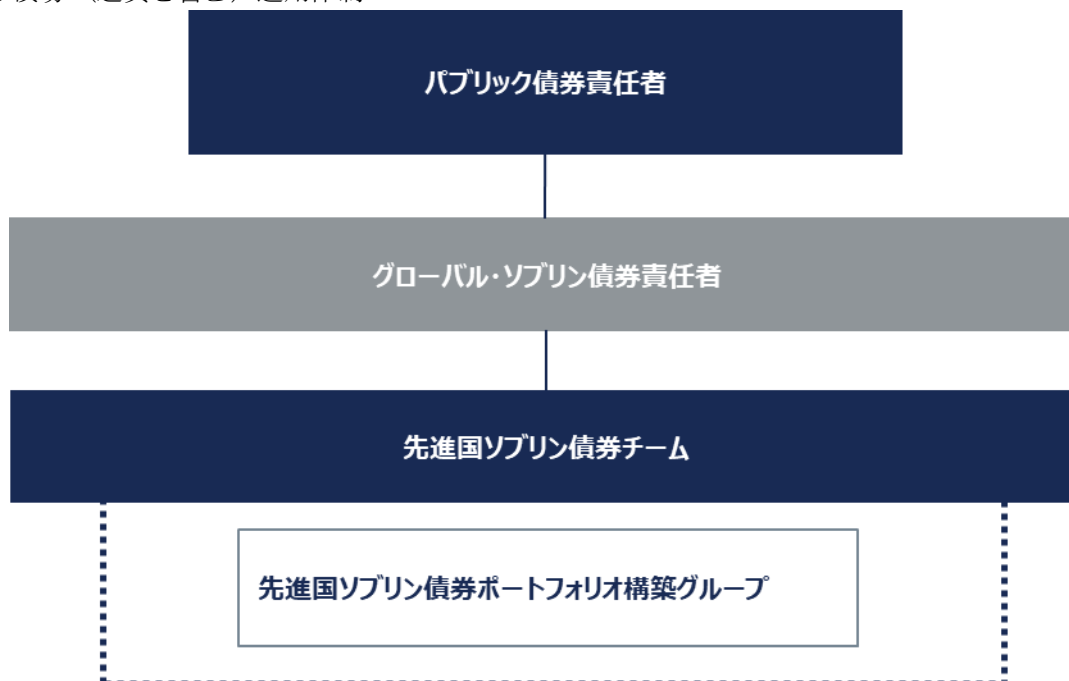 パブリック債券責任者
グローバル・ソブリン債券責任者
先進国ソブリン債券チーム
先進国ソブリン債券ポートフォリオ構築グループ